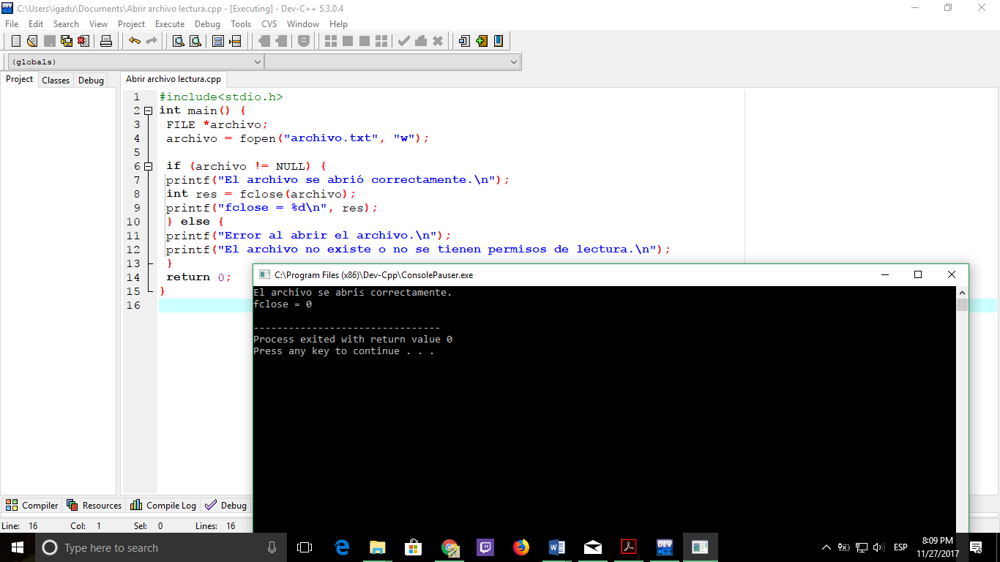 C:\Users\igadu\Documents\Abrir archivo lectura.cpp - [Executing] - Dev-C++ 5.3.0.4
File Edit Search View Project Execute Debug Tools CVS Window Help
(globals)
Project Classes Debug
Abrir archivo lectura.cpp
1 #include<stdio.h>
2 int main() {
3 FILE *archivo;
4 archivo = fopen("archivo.txt", "w");
5
6 if (archivo != NULL) {
7 printf("El archivo se abrió correctamente.\n");
8 int res = fclose(archivo);
9 printf("fclose = %d\n", res);
10 } else {
11 printf("Error al abrir el archivo.\n");
12 printf("El archivo no existe o no se tienen permisos de lectura.\n");
13 }
14 return 0;
15 }
16
C:\Program Files (x86)\Dev-Cpp\ConsolePauser.exe
El archivo se abris correctamente.
fclose = 0
--------------------------------
Process exited with return value 0
Press any key to continue . . .
Compiler Resources Compile Log Debug
Line: 16 Col: 1 Sel: 0 Lines: 16
Type here to search
DEV
ESP
8:09 PM
11/27/2017